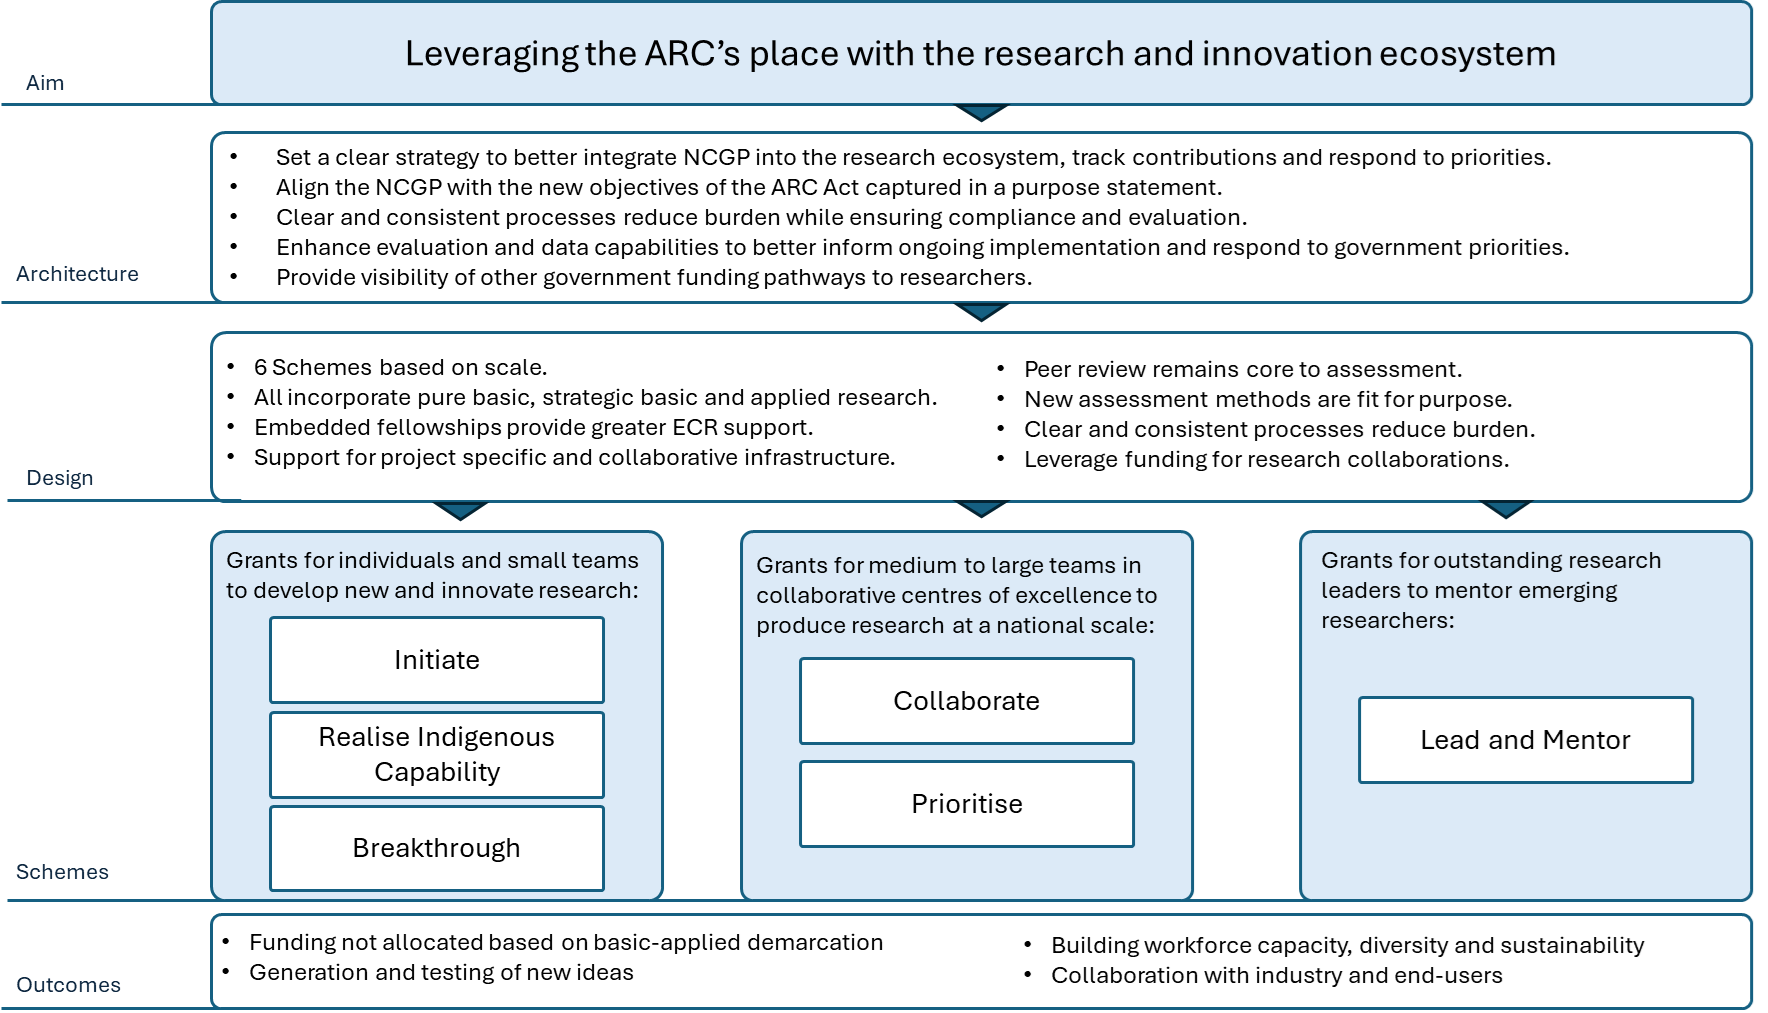 Leveraging the ARC’s place with the research and innovation ecosystem
Aim
• Set a clear strategy to better integrate NCGP into the research ecosystem, track contributions and respond to priorities.
• Align the NCGP with the new objectives of the ARC Act captured in a purpose statement.
• Clear and consistent processes reduce burden while ensuring compliance and evaluation.
• Enhance evaluation and data capabilities to better inform ongoing implementation and respond to government priorities.
• Provide visibility of other government funding pathways to researchers.
Architecture
• 6 Schemes based on scale.
• All incorporate pure basic, strategic basic and applied research.
• Embedded fellowships provide greater ECR support.
• Support for project specific and collaborative infrastructure.
• Peer review remains core to assessment.
• New assessment methods are fit for purpose.
• Clear and consistent processes reduce burden.
• Leverage funding for research collaborations.
Design
Grants for individuals and small teams
to develop new and innovate research:
Initiate
Realise Indigenous
Capability
Breakthrough
Grants for medium to large teams in
collaborative centres of excellence to
produce research at a national scale:
Collaborate
Prioritise
Grants for outstanding research
leaders to mentor emerging
researchers:
Lead and Mentor
Schemes
• Funding not allocated based on basic-applied demarcation
• Generation and testing of new ideas
• Building workforce capacity, diversity and sustainability
• Collaboration with industry and end-users
Outcomes